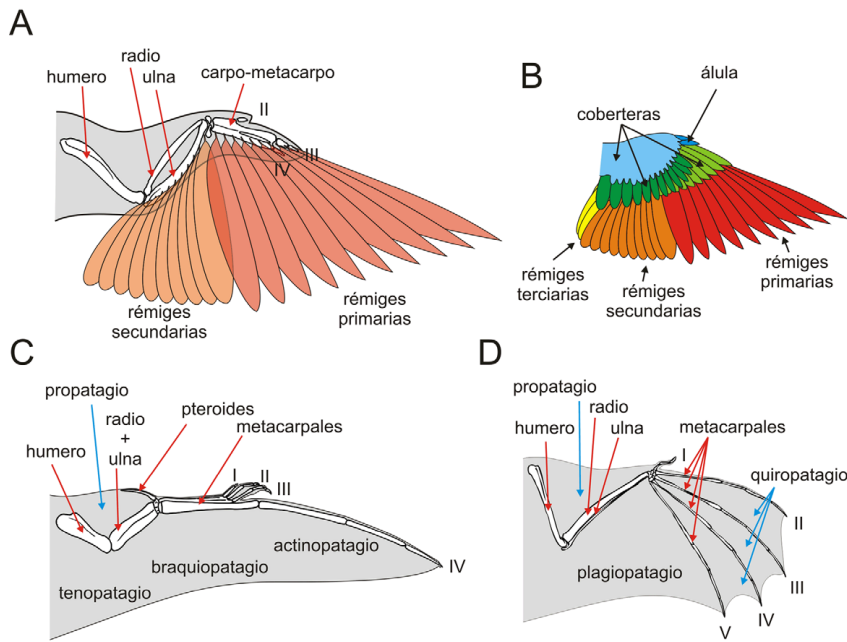 A
radio
humero
ulna
carpo-metacarpo
II
III
IV
rémiges
secundarias
rémiges
primarias
B
álula
coberteras
rémiges
terciarias
rémiges
secundarias
rémiges
primarias
C
propatagio
pteroides
radio
+
ulna
humero
metacarpales
I
II
III
actinopatagio
braquiopatagio
tenopatagio
IV
D
propatagio
radio
humero
ulna
metacarpales
I
quiropatagio
II
plagiopatagio
III
IV
V